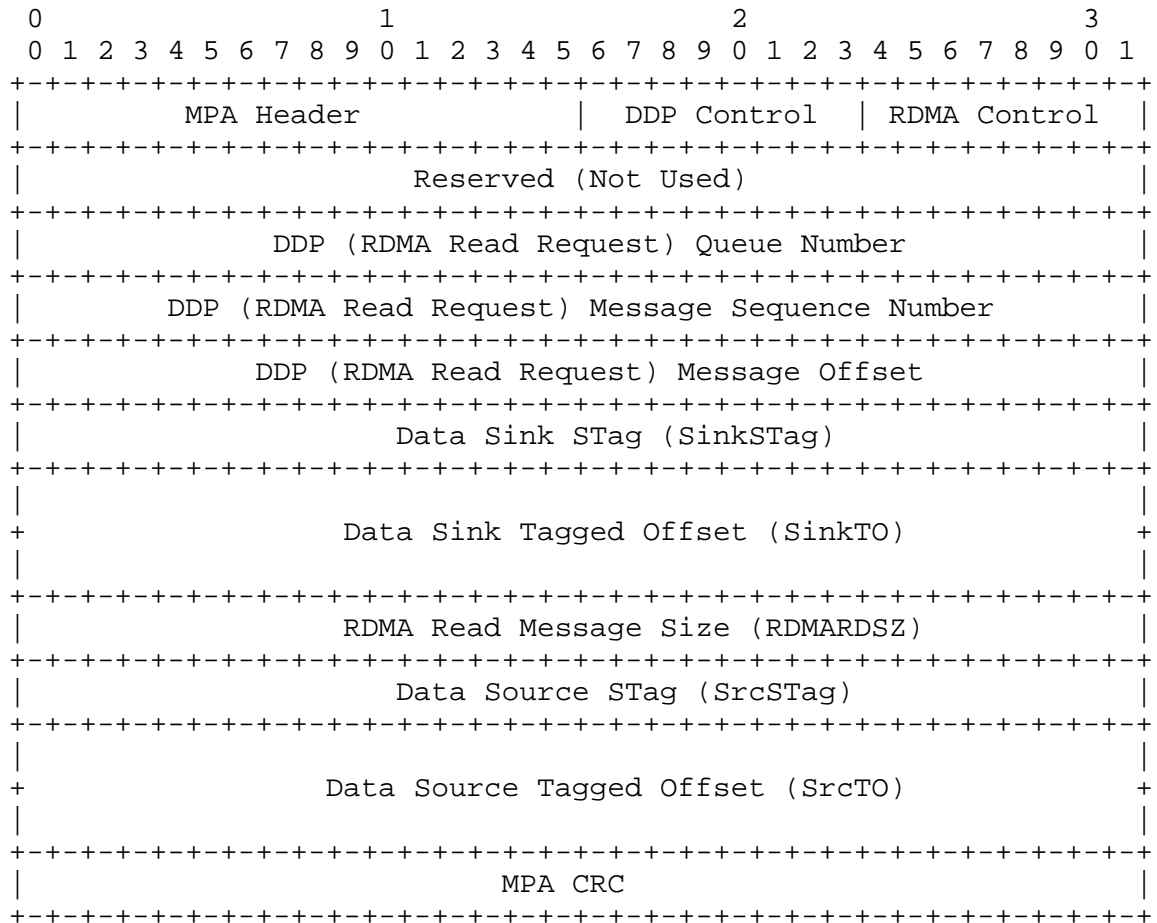 0                   1                   2                   3
 0 1 2 3 4 5 6 7 8 9 0 1 2 3 4 5 6 7 8 9 0 1 2 3 4 5 6 7 8 9 0 1
+-+-+-+-+-+-+-+-+-+-+-+-+-+-+-+-+-+-+-+-+-+-+-+-+-+-+-+-+-+-+-+-+
|         MPA Header            |  DDP Control  | RDMA Control  |
+-+-+-+-+-+-+-+-+-+-+-+-+-+-+-+-+-+-+-+-+-+-+-+-+-+-+-+-+-+-+-+-+
|                      Reserved (Not Used)                      |
+-+-+-+-+-+-+-+-+-+-+-+-+-+-+-+-+-+-+-+-+-+-+-+-+-+-+-+-+-+-+-+-+
|              DDP (RDMA Read Request) Queue Number             |
+-+-+-+-+-+-+-+-+-+-+-+-+-+-+-+-+-+-+-+-+-+-+-+-+-+-+-+-+-+-+-+-+
|        DDP (RDMA Read Request) Message Sequence Number        |
+-+-+-+-+-+-+-+-+-+-+-+-+-+-+-+-+-+-+-+-+-+-+-+-+-+-+-+-+-+-+-+-+
|             DDP (RDMA Read Request) Message Offset            |
+-+-+-+-+-+-+-+-+-+-+-+-+-+-+-+-+-+-+-+-+-+-+-+-+-+-+-+-+-+-+-+-+
|                     Data Sink STag (SinkSTag)                 |
+-+-+-+-+-+-+-+-+-+-+-+-+-+-+-+-+-+-+-+-+-+-+-+-+-+-+-+-+-+-+-+-+
|                                                               |
+                  Data Sink Tagged Offset (SinkTO)             +
|                                                               |
+-+-+-+-+-+-+-+-+-+-+-+-+-+-+-+-+-+-+-+-+-+-+-+-+-+-+-+-+-+-+-+-+
|                  RDMA Read Message Size (RDMARDSZ)            |
+-+-+-+-+-+-+-+-+-+-+-+-+-+-+-+-+-+-+-+-+-+-+-+-+-+-+-+-+-+-+-+-+
|                     Data Source STag (SrcSTag)                |
+-+-+-+-+-+-+-+-+-+-+-+-+-+-+-+-+-+-+-+-+-+-+-+-+-+-+-+-+-+-+-+-+
|                                                               |
+                 Data Source Tagged Offset (SrcTO)             +
|                                                               |
+-+-+-+-+-+-+-+-+-+-+-+-+-+-+-+-+-+-+-+-+-+-+-+-+-+-+-+-+-+-+-+-+
|                           MPA CRC                             |
+-+-+-+-+-+-+-+-+-+-+-+-+-+-+-+-+-+-+-+-+-+-+-+-+-+-+-+-+-+-+-+-+